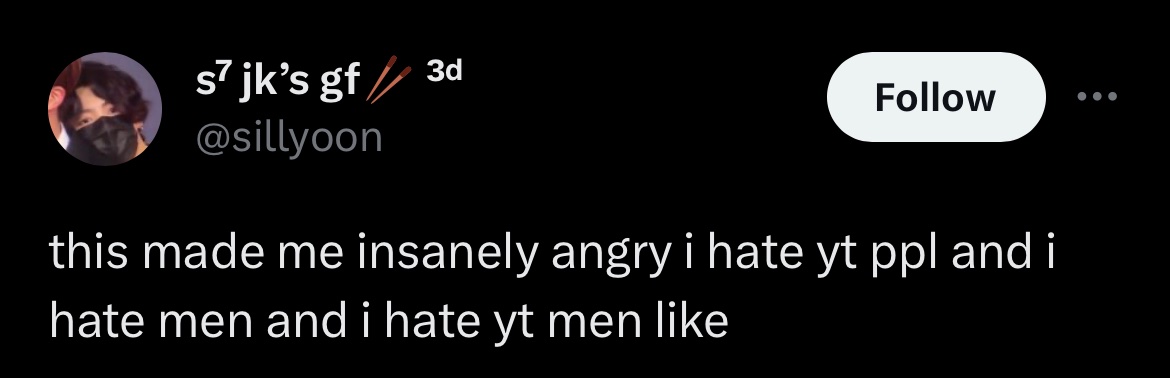 s⁷ jk’s gf🥢 3d
Follow
@sillyoon
this made me insanely angry i hate yt ppl and i
hate men and i hate yt men like